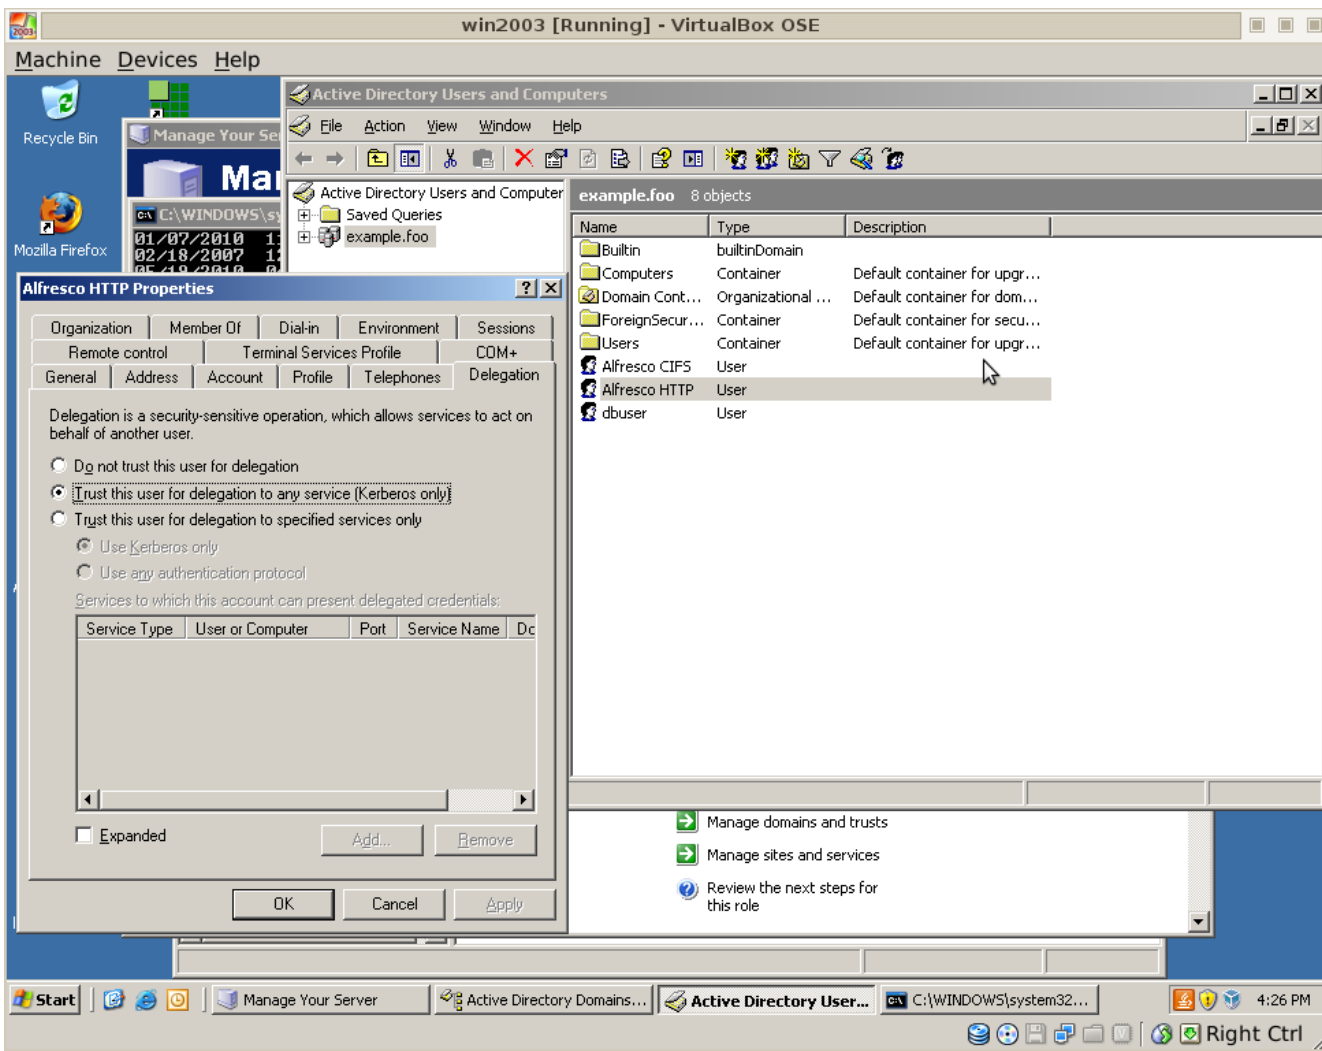 win2003 [Running] - VirtualBox OSE
Machine Devices Help
2003
Recycle Bin
Mozilla Firefox
Manage Your Se
Ma
C:\WINDOWS\sy
01/07/2010 1
02/18/2007 1
05/19/2010 0
Active Directory Users and Computers
File Action View Window Help
Active Directory Users and Computer
Saved Queries
example.foo
example.foo 8 objects
Name Type Description
Builtin builtinDomain
Computers Container Default container for upgr...
Domain Cont... Organizational ... Default container for dom...
ForeignSecur... Container Default container for secu...
Users Container Default container for upgr...
Alfresco CIFS User
Alfresco HTTP User
dbuser User
Alfresco HTTP Properties
Organization Member Of Dial-in Environment Sessions
Remote control Terminal Services Profile COM+
General Address Account Profile Telephones Delegation
Delegation is a security-sensitive operation, which allows services to act on
behalf of another user.
Do not trust this user for delegation
Trust this user for delegation to any service (Kerberos only)
Trust this user for delegation to specified services only
Use Kerberos only
Use any authentication protocol
Services to which this account can present delegated credentials:
Service Type User or Computer Port Service Name Do
Expanded Add... Remove
OK Cancel Apply
Manage domains and trusts
Manage sites and services
Review the next steps for
this role
Start Manage Your Server Active Directory Domains... Active Directory User... C:\WINDOWS\system32... 4:26 PM
Right Ctrl